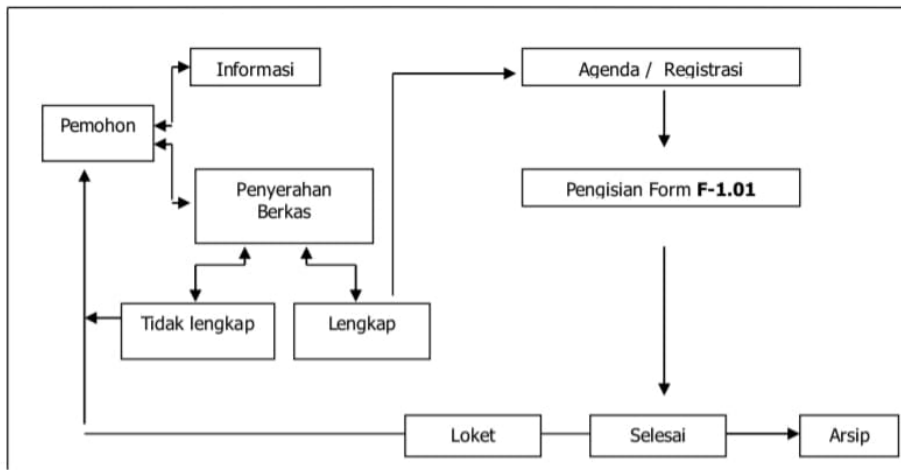 Informasi
Agenda / Registrasi
Pemohon
Penyerahan
Berkas
Pengisian Form F-1.01
Tidak lengkap
Lengkap
Loket
Selesai
Arsip